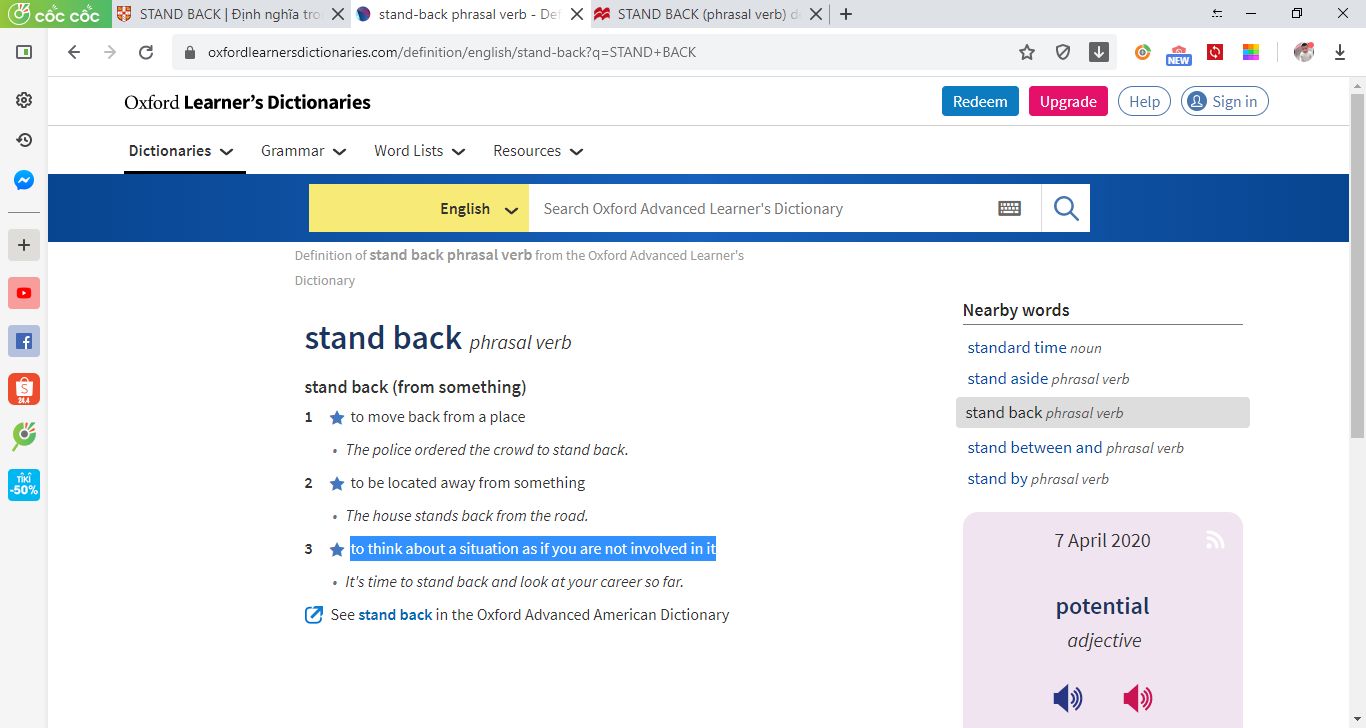 cốc cốc
STAND BACK | Định nghĩa tro
stand-back phrasal verb - Def
STAND BACK (phrasal verb) d
oxfordlearnersdictionaries.com/definition/english/stand-back?q=STAND+BACK
NEW
Oxford Learner's Dictionaries
Redeem
Upgrade
Help
Sign in
Dictionaries
Grammar
Word Lists
Resources
English
Search Oxford Advanced Learner's Dictionary
Definition of stand back phrasal verb from the Oxford Advanced Learner's
Dictionary
stand back phrasal verb
stand back (from something)
1 to move back from a place
• The police ordered the crowd to stand back.
2 to be located away from something
• The house stands back from the road.
3 to think about a situation as if you are not involved in it
• It's time to stand back and look at your career so far.
See stand back in the Oxford Advanced American Dictionary
Nearby words
standard time noun
stand aside phrasal verb
stand back phrasal verb
stand between and phrasal verb
stand by phrasal verb
7 April 2020
potential
adjective
S
24.4
TIKI
-50%